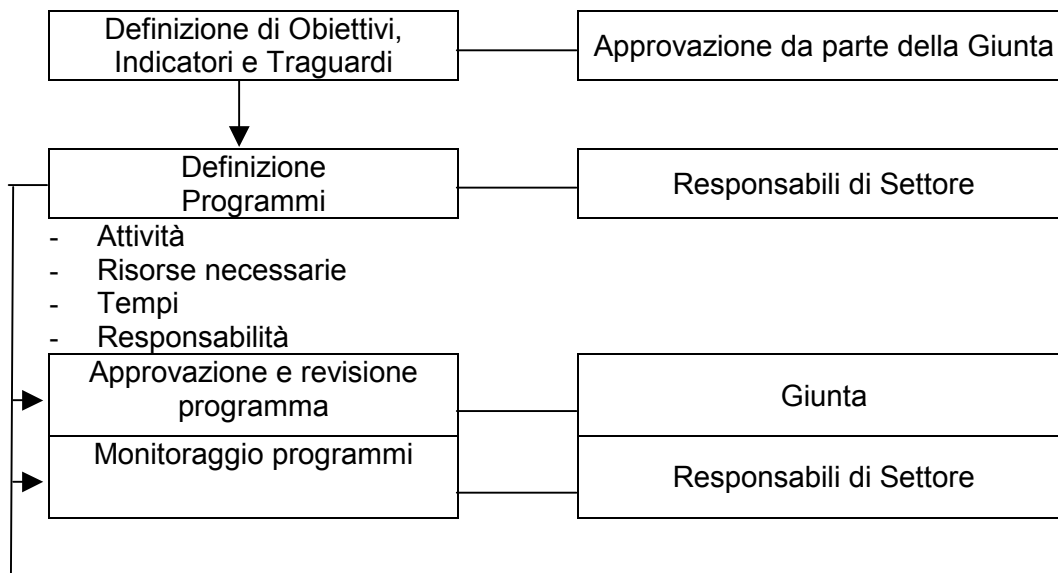 Definizione di Obiettivi,
Indicatori e Traguardi
Approvazione da parte della Giunta
Definizione
Programmi
Responsabili di Settore
- Attività
- Risorse necessarie
- Tempi
- Responsabilità
Approvazione e revisione
programma
Giunta
Monitoraggio programmi
Responsabili di Settore